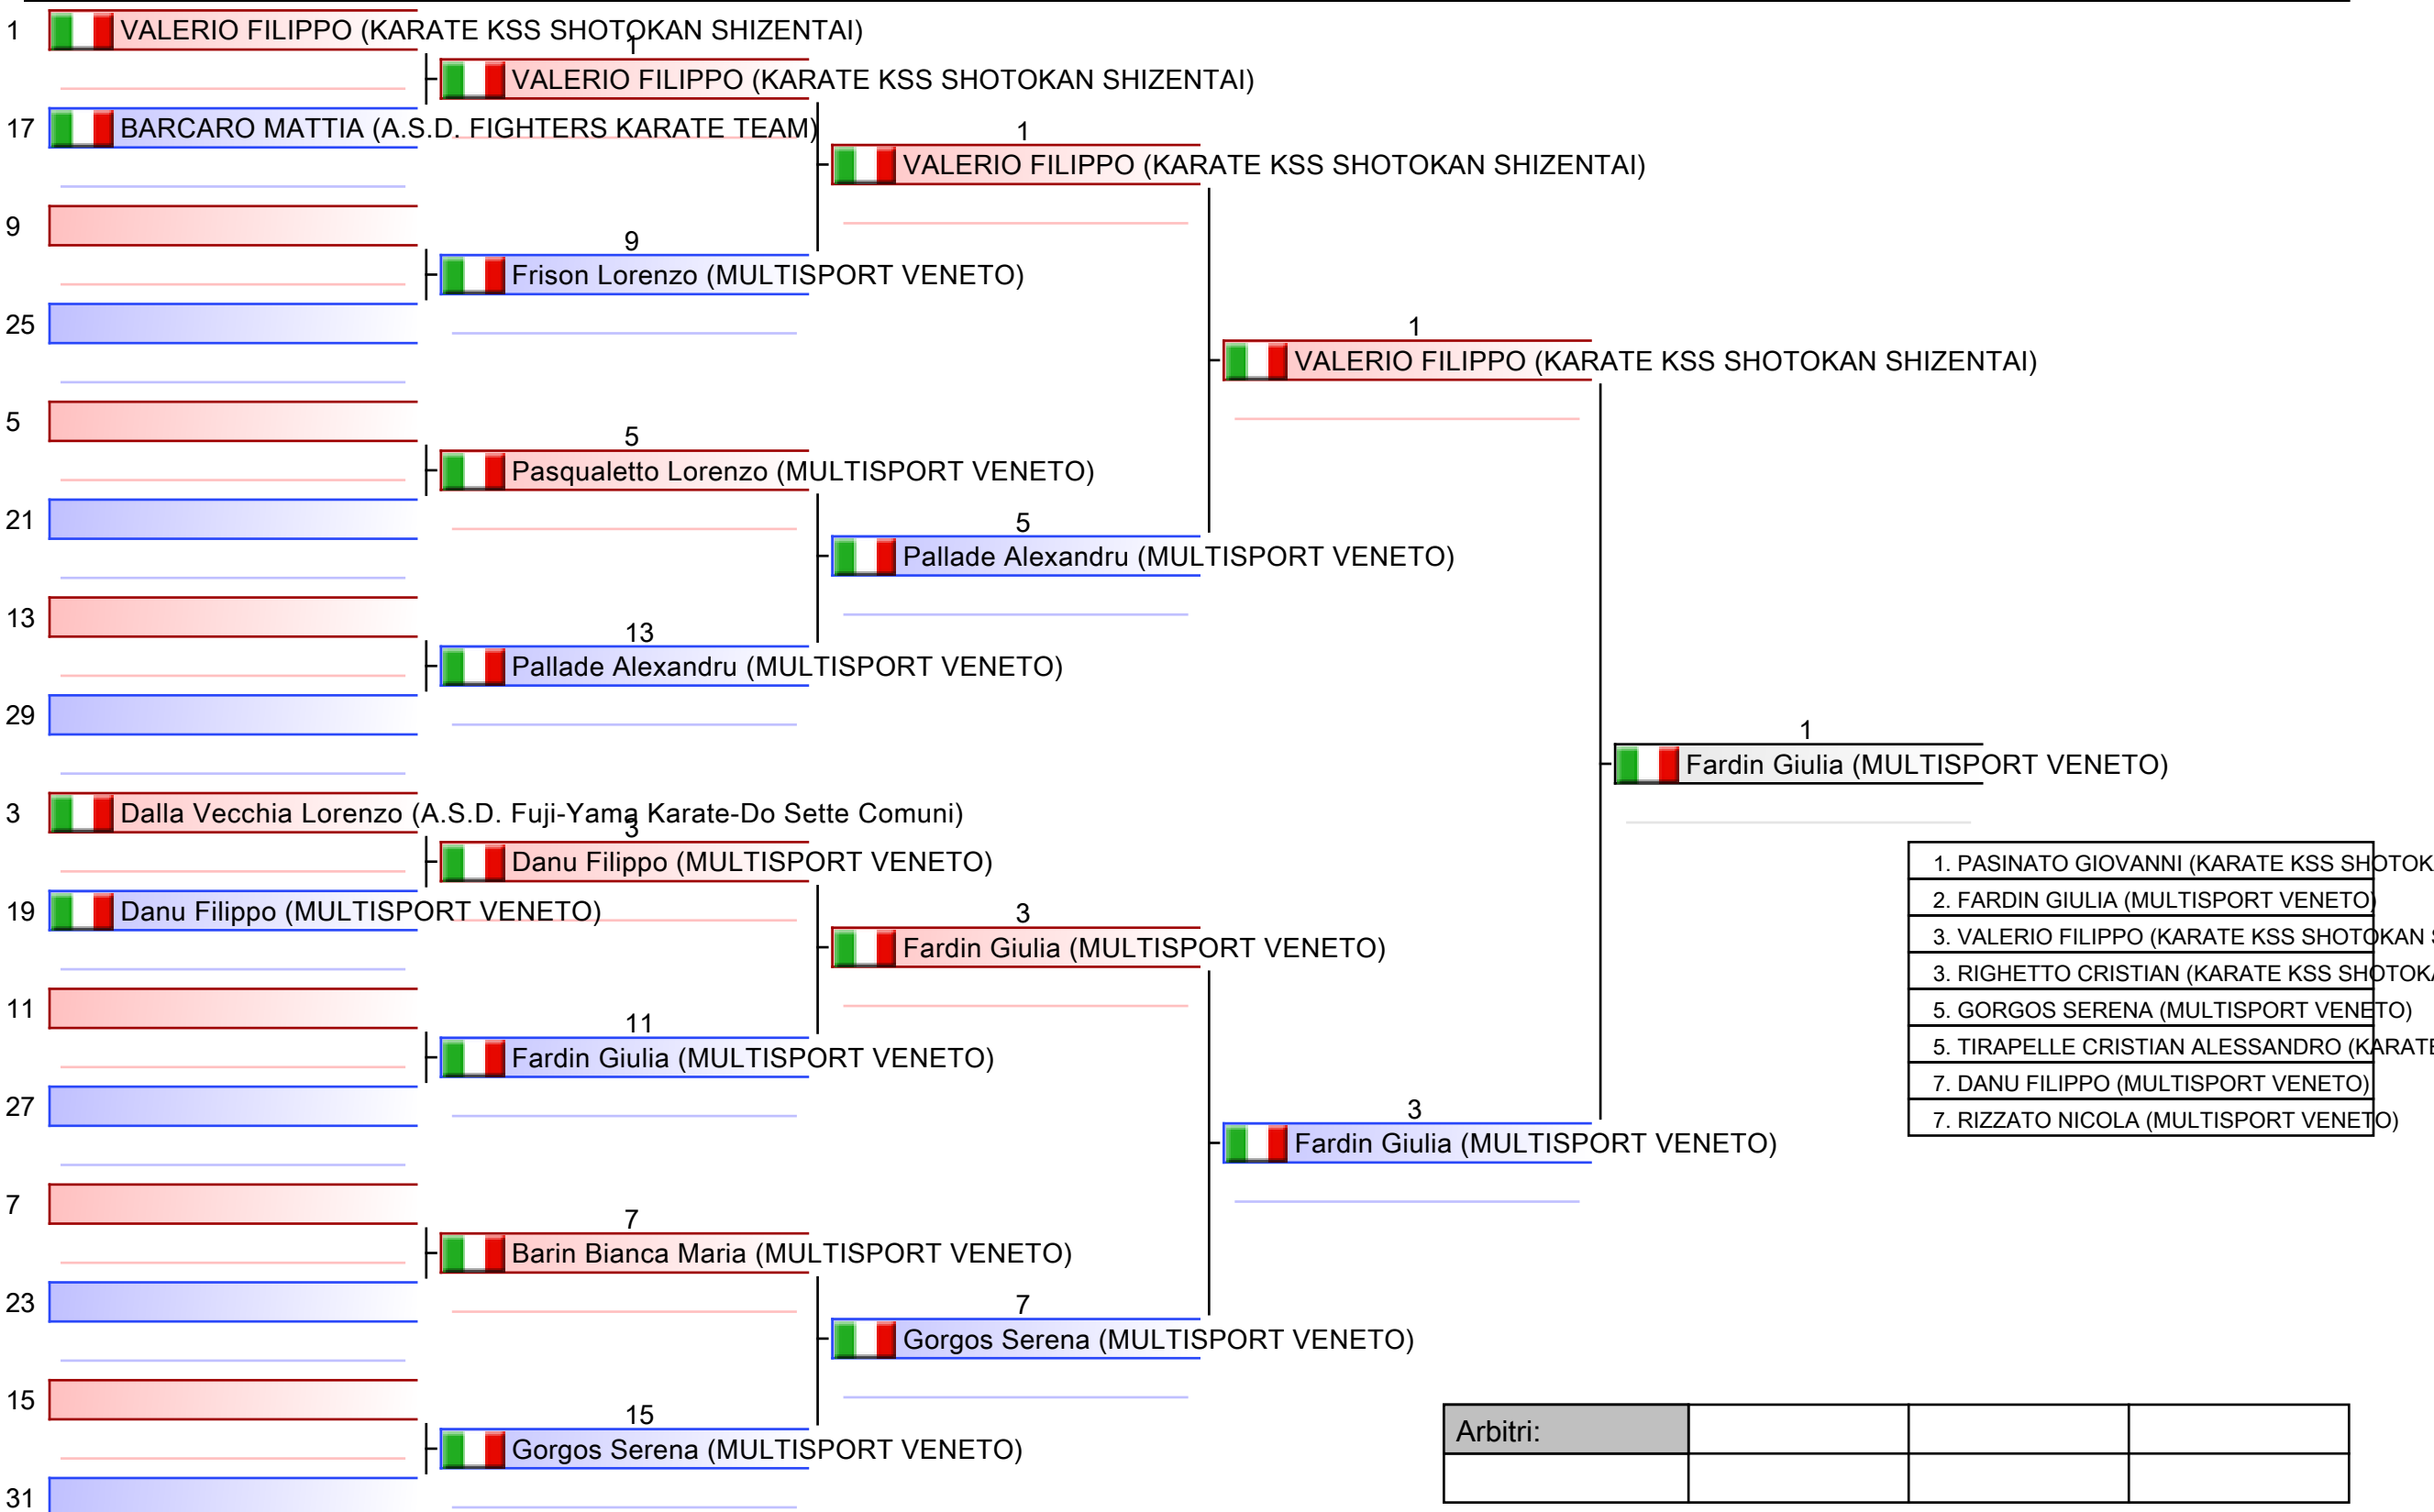 1 VALERIO FILIPPO (KARATE KSS SHOTOKAN SHIZENTAI)
1
VALERIO FILIPPO (KARATE KSS SHOTOKAN SHIZENTAI)
17 BARCARO MATTIA (A.S.D. FIGHTERS KARATE TEAM)
1
VALERIO FILIPPO (KARATE KSS SHOTOKAN SHIZENTAI)
9
9
Frison Lorenzo (MULTISPORT VENETO)
25
1
VALERIO FILIPPO (KARATE KSS SHOTOKAN SHIZENTAI)
5
5
Pasqualetto Lorenzo (MULTISPORT VENETO)
21
5
Pallade Alexandru (MULTISPORT VENETO)
13
13
Pallade Alexandru (MULTISPORT VENETO)
29
1
Fardin Giulia (MULTISPORT VENETO)
3 Dalla Vecchia Lorenzo (A.S.D. Fuji-Yama Karate-Do Sette Comuni)
3
Danu Filippo (MULTISPORT VENETO)
19 Danu Filippo (MULTISPORT VENETO)
3
Fardin Giulia (MULTISPORT VENETO)
11
11
Fardin Giulia (MULTISPORT VENETO)
27
3
Fardin Giulia (MULTISPORT VENETO)
7
7
Barin Bianca Maria (MULTISPORT VENETO)
23
7
Gorgos Serena (MULTISPORT VENETO)
15
15
Gorgos Serena (MULTISPORT VENETO)
31
1. PASINATO GIOVANNI (KARATE KSS SHOTOK
2. FARDIN GIULIA (MULTISPORT VENETO)
3. VALERIO FILIPPO (KARATE KSS SHOTOKAN S
3. RIGHETTO CRISTIAN (KARATE KSS SHOTOKA
5. GORGOS SERENA (MULTISPORT VENETO)
5. TIRAPELLE CRISTIAN ALESSANDRO (KARATE
7. DANU FILIPPO (MULTISPORT VENETO)
7. RIZZATO NICOLA (MULTISPORT VENETO)
Arbitri: